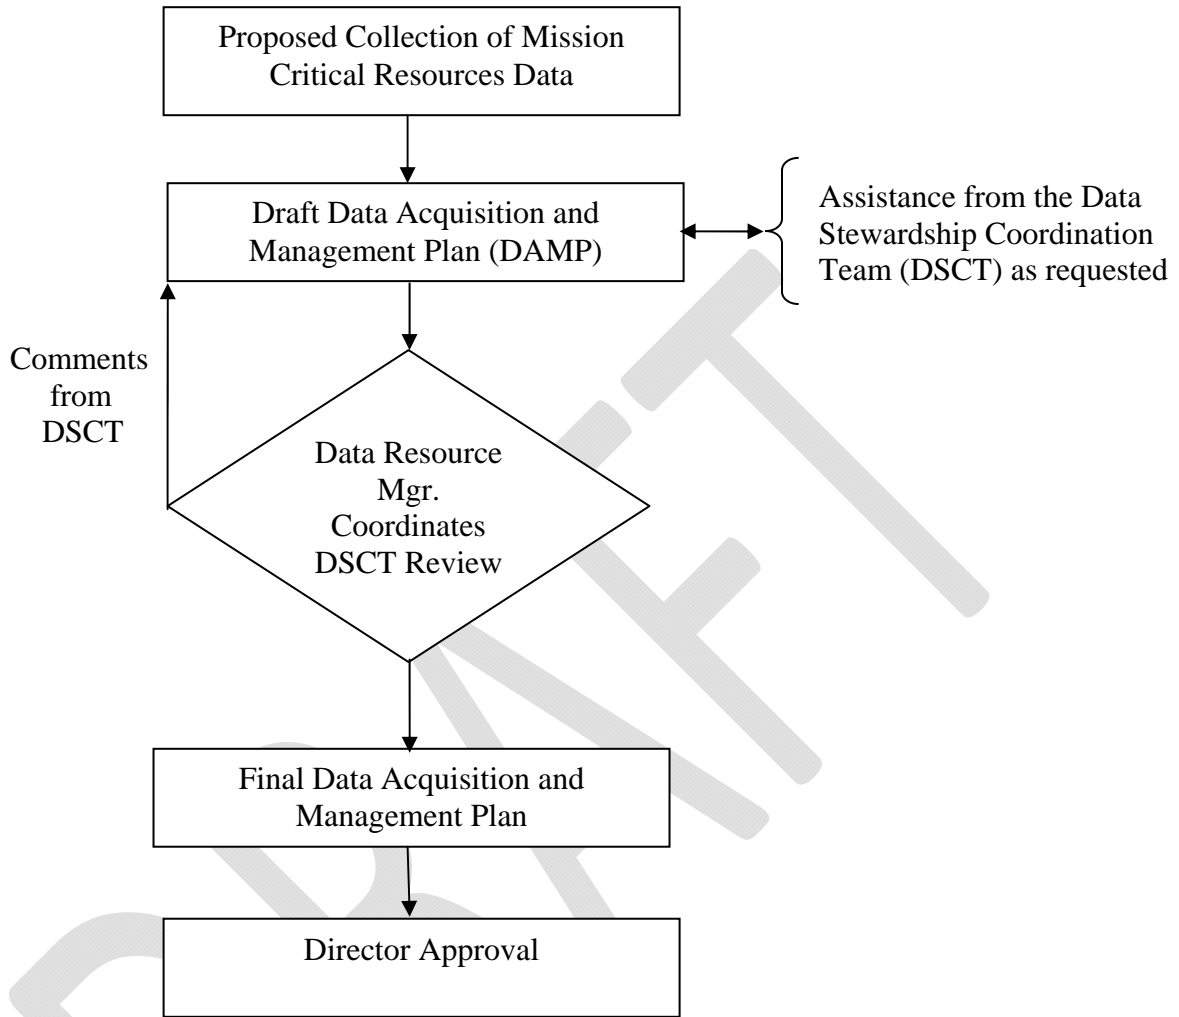 Proposed Collection of Mission
Critical Resources Data
Draft Data Acquisition and
Management Plan (DAMP)
Assistance from the Data
Stewardship Coordination
Team (DSCT) as requested
Comments
from
DSCT
Data Resource
Mgr.
Coordinates
DSCT Review
Final Data Acquisition and
Management Plan
Director Approval
DRAFT